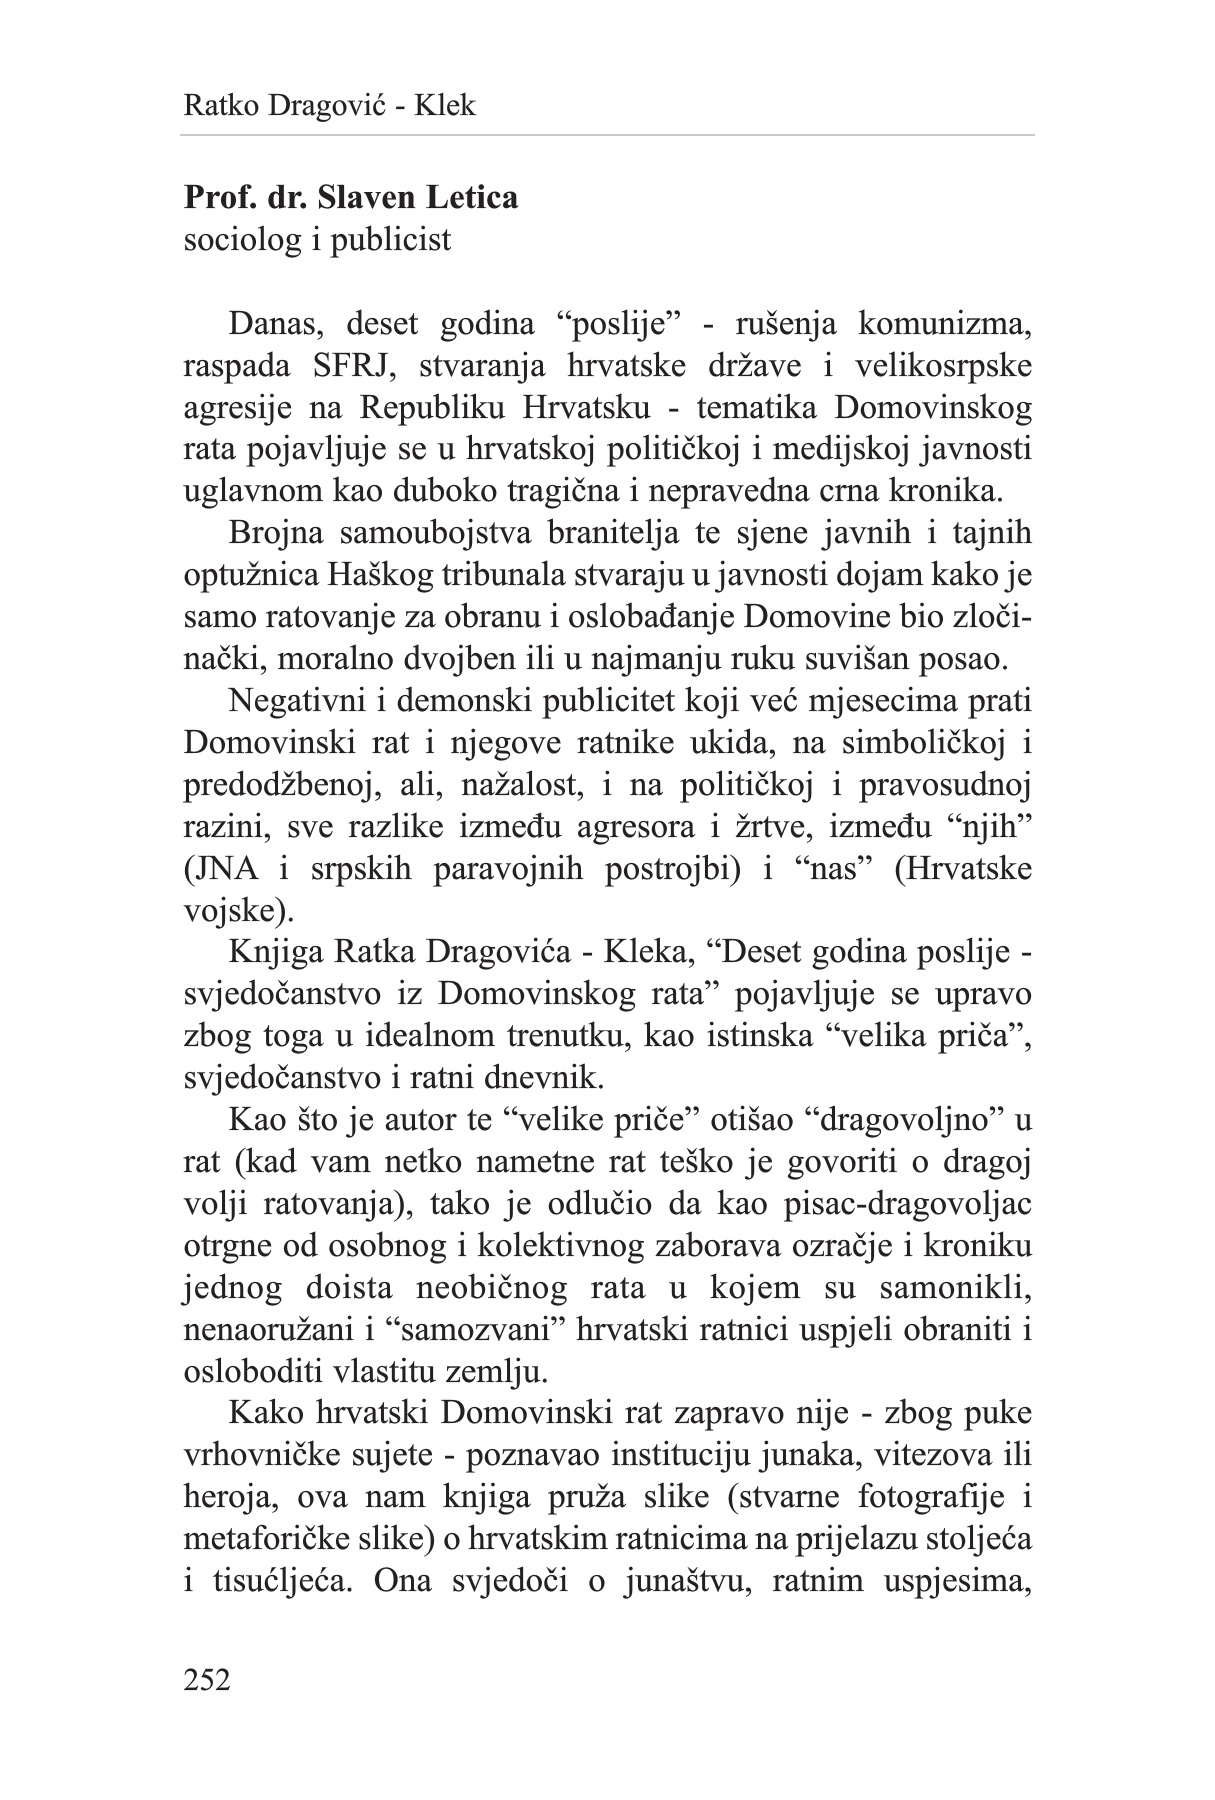 Ratko Dragović - Klek
Prof. dr. Slaven Letica
sociolog i publicist
Danas, deset godina “poslije” - rušenja komunizma,
raspada SFRJ, stvaranja hrvatske države i velikosrpske
agresije na Republiku Hrvatsku - tematika Domovinskog
rata pojavljuje se u hrvatskoj političkoj i medijskoj javnosti
uglavnom kao duboko tragična i nepravedna crna kronika.
Brojna samoubojstva branitelja te sjene javnih i tajnih
optužnica Haškog tribunala stvaraju u javnosti dojam kako je
samo ratovanje za obranu i oslobađanje Domovine bio zloči-
nački, moralno dvojben ili u najmanju ruku suvišan posao.
Negativni i demonski publicitet koji već mjesecima prati
Domovinski rat i njegove ratnike ukida, na simboličkoj i
predodžbenoj, ali, nažalost, i na političkoj i pravosudnoj
razini, sve razlike između agresora i žrtve, između “njih”
(JNA i srpskih paravojnih postrojbi) i “nas” (Hrvatske
vojske).
Knjiga Ratka Dragovića - Kleka, “Deset godina poslije -
svjedočanstvo iz Domovinskog rata” pojavljuje se upravo
zbog toga u idealnom trenutku, kao istinska “velika priča”,
svjedočanstvo i ratni dnevnik.
Kao što je autor te “velike priče” otišao “dragovoljno” u
rat (kad vam netko nametne rat teško je govoriti o dragoj
volji ratovanja), tako je odlučio da kao pisac-dragovoljac
otrgne od osobnog i kolektivnog zaborava ozračje i kroniku
jednog doista neobičnog rata u kojem su samonikli,
nenaoružani i “samozvani” hrvatski ratnici uspjeli obraniti i
osloboditi vlastitu zemlju.
Kako hrvatski Domovinski rat zapravo nije - zbog puke
vrhovničke sujete - poznavao instituciju junaka, vitezova ili
heroja, ova nam knjiga pruža slike (stvarne fotografije i
metaforičke slike) o hrvatskim ratnicima na prijelazu stoljeća
i tisućljeća. Ona svjedoči o junaštvu, ratnim uspjesima,
252